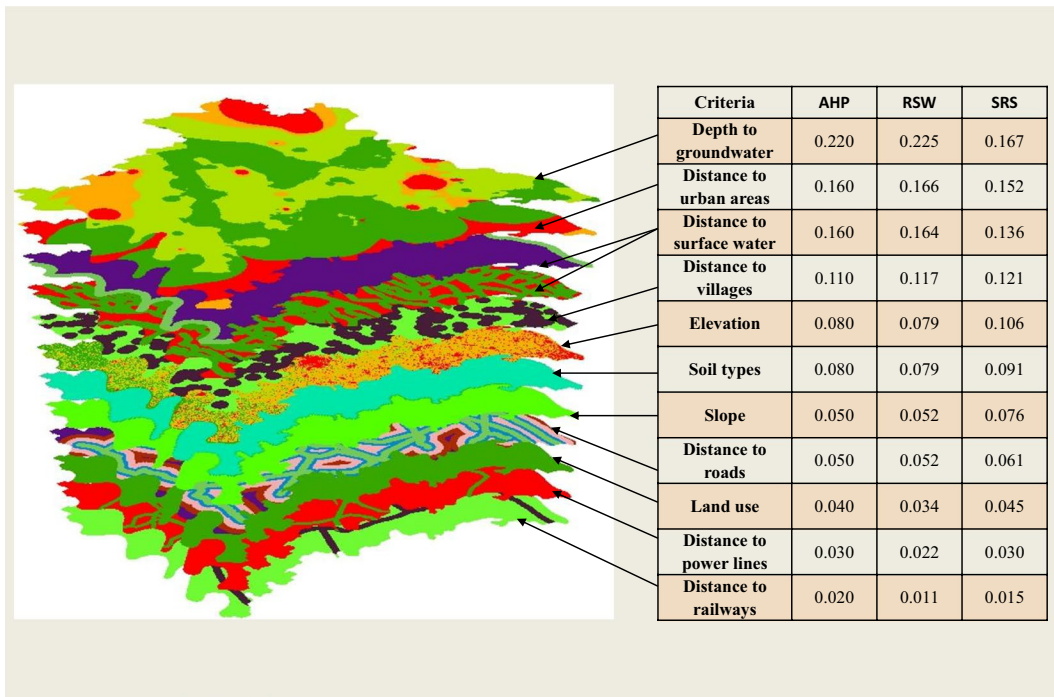 Criteria AHP RSW SRS
Depth to
groundwater 0.220 0.225 0.167
Distance to
urban areas 0.160 0.166 0.152
Distance to
surface water 0.160 0.164 0.136
Distance to
villages 0.110 0.117 0.121
Elevation 0.080 0.079 0.106
Soil types 0.080 0.079 0.091
Slope 0.050 0.052 0.076
Distance to
roads 0.050 0.052 0.061
Land use 0.040 0.034 0.045
Distance to
power lines 0.030 0.022 0.030
Distance to
railways 0.020 0.011 0.015